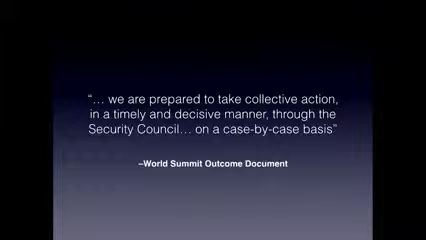 “… we are prepared to take collective action,
in a timely and decisive manner, through the
Security Council… on a case-by-case basis”
–World Summit Outcome Document